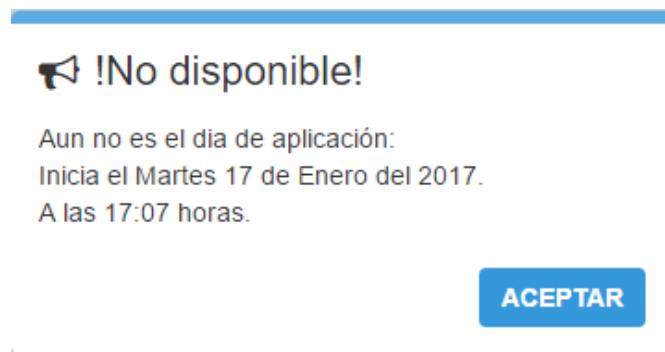 !No disponible!
Aun no es el dia de aplicación:
Inicia el Martes 17 de Enero del 2017.
A las 17:07 horas.
ACEPTAR